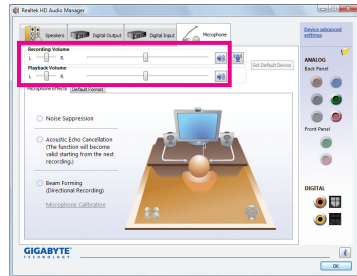 Realtek HD Audio Manager
Speakers
Digital Output
Digital Input
Microphone
Device advanced
settings
Recording Volume
L
R
Set Default Device
Playback Volume
L
R
Microphone Effects
Default Format
ANALOG
Back Panel
Noise Suppression
Acoustic Echo Cancellation
(The function will become
valid starting from the next
recording.)
Front Panel
Beam Forming
(Directional Recording)
Microphone Calibration
DIGITAL
GIGABYTE
TECHNOLOGY
OK